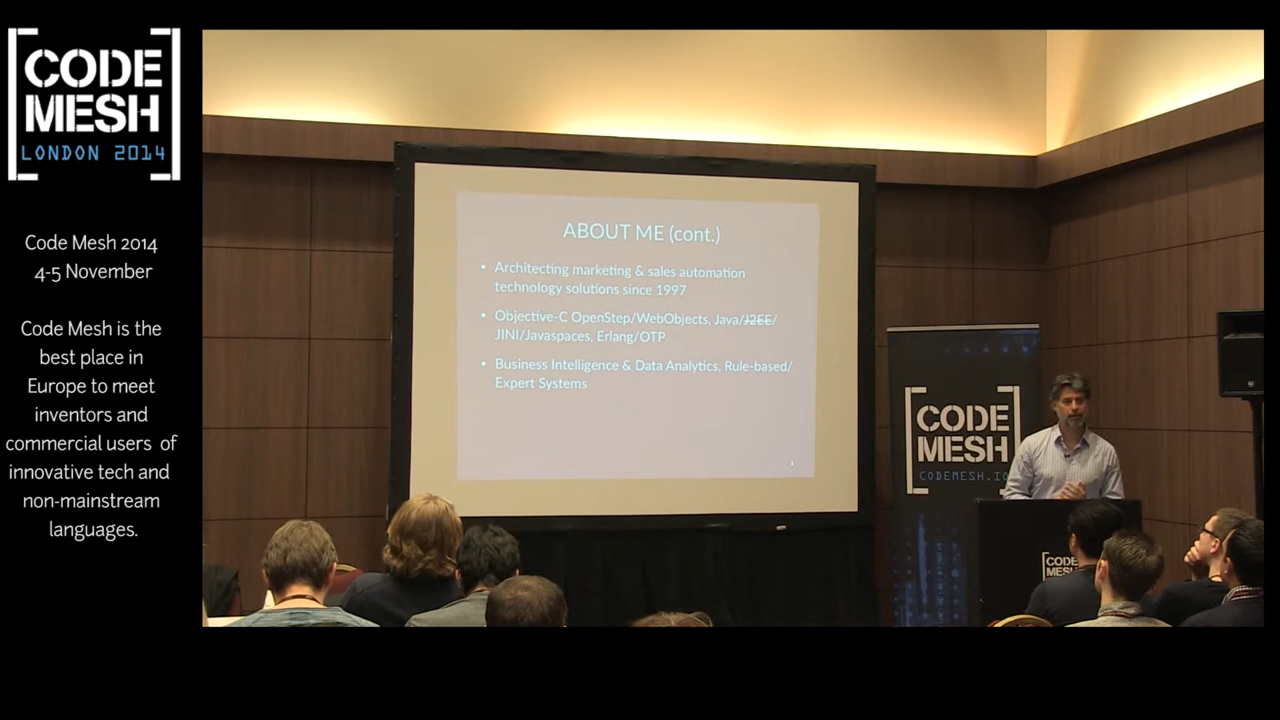 CODE
MESH
LONDON 2014
Code Mesh 2014
4-5 November
Code Mesh is the
best place in
Europe to meet
inventors and
commercial users of
innovative tech and
non-mainstream
languages.
ABOUT ME (cont.)
• Architecting marketing & sales automation
technology solutions since 1997
• Objective-C OpenStep/WebObjects, Java/J2EE/
JINI/Javaspaces, Erlang/OTP
• Business Intelligence & Data Analytics, Rule-based/
Expert Systems
CODE
MESH
CODEMESH.IO
CODE
MESH